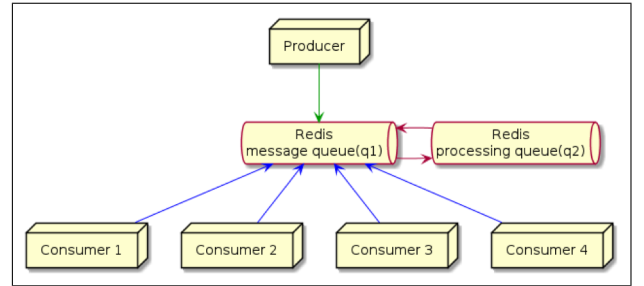 Producer
Redis
message queue(q1)
Redis
processing queue(q2)
Consumer 1
Consumer 2
Consumer 3
Consumer 4